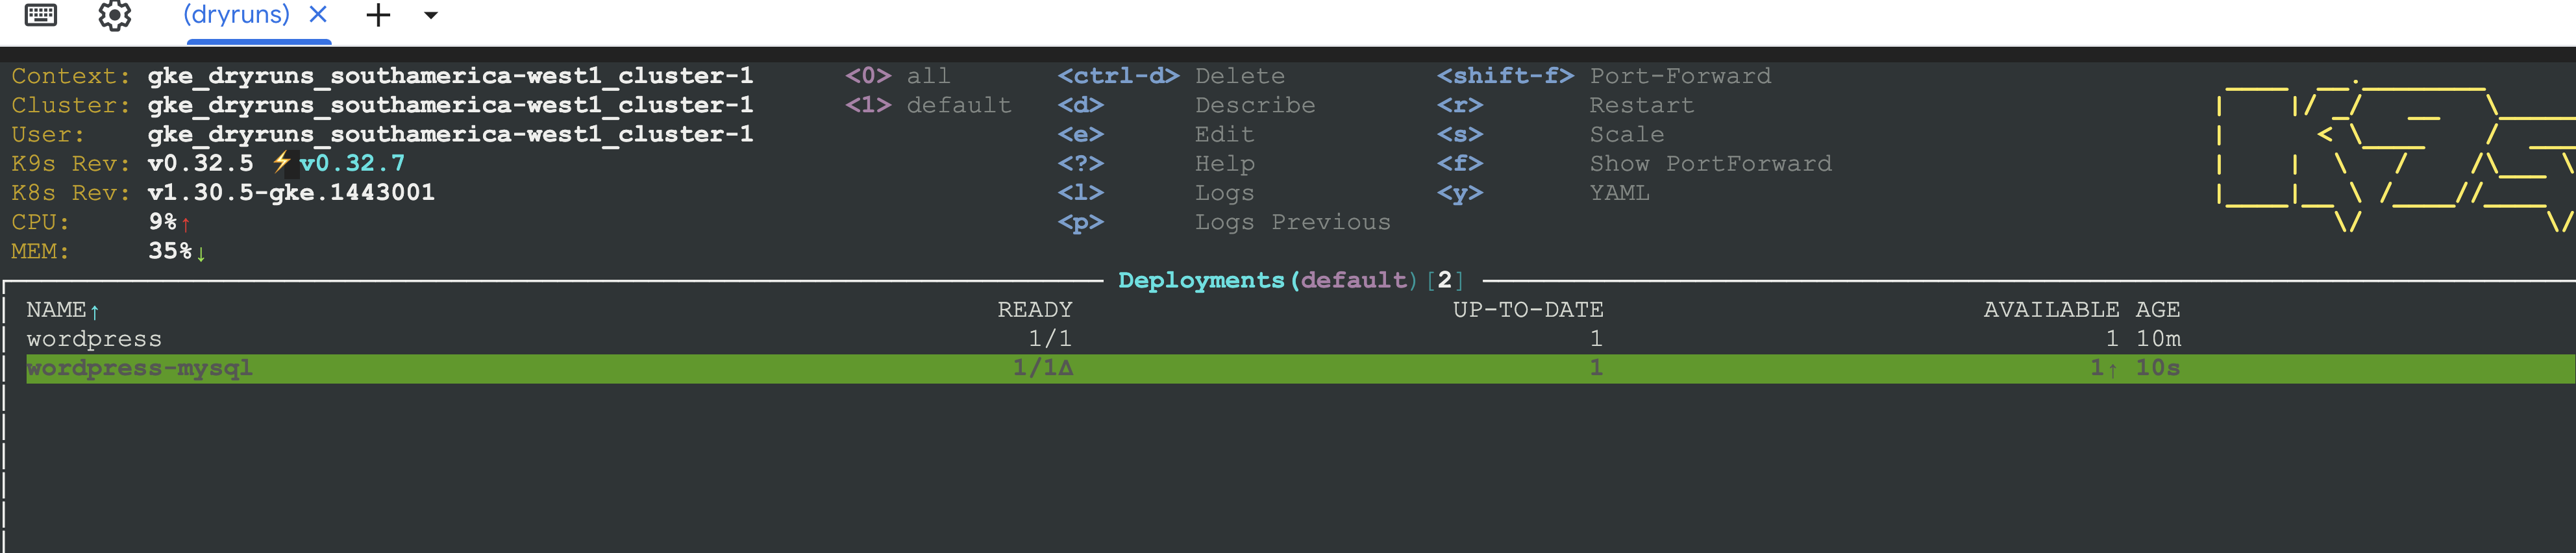 (dryruns)
Context: gke_dryruns_southamerica-west1_cluster-1 <0> all <ctrl-d> Delete <shift-f> Port-Forward
Cluster: gke_dryruns_southamerica-west1_cluster-1 <1> default <d> Describe <r> Restart
User: gke_dryruns_southamerica-west1_cluster-1 <e> Edit <s> Scale
K9s Rev: v0.32.5 ⚡v0.32.7 <?> Help <f> Show PortForward
K8s Rev: v1.30.5-gke.1443001 <l> Logs <y> YAML
CPU: 9%↑ <p> Logs Previous
MEM: 35%↓
K9s
Deployments(default)[2]
NAME↑ READY UP-TO-DATE AVAILABLE AGE
wordpress 1/1 1 1 10m
wordpress-mysql 1/1Δ 1 1↑ 10s